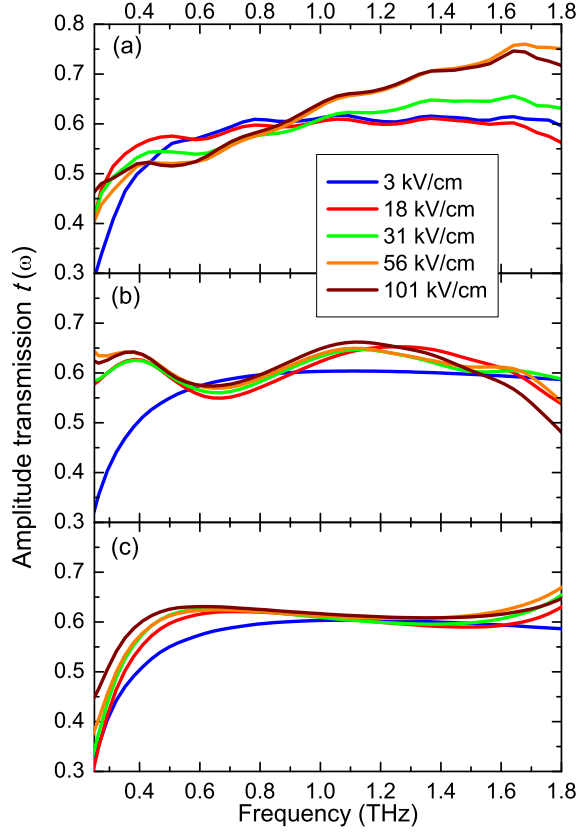 0.4 0.6 0.8 1.0 1.2 1.4 1.6 1.8
0.8
(a)
0.7
0.6
0.5
0.4
0.3
3 kV/cm
18 kV/cm
31 kV/cm
56 kV/cm
101 kV/cm
(b)
0.7
0.6
0.5
0.4
0.3
(c)
0.7
0.6
0.5
0.4
0.3
0.4 0.6 0.8 1.0 1.2 1.4 1.6 1.8
Frequency (THz)
Amplitude transmission t(ω)